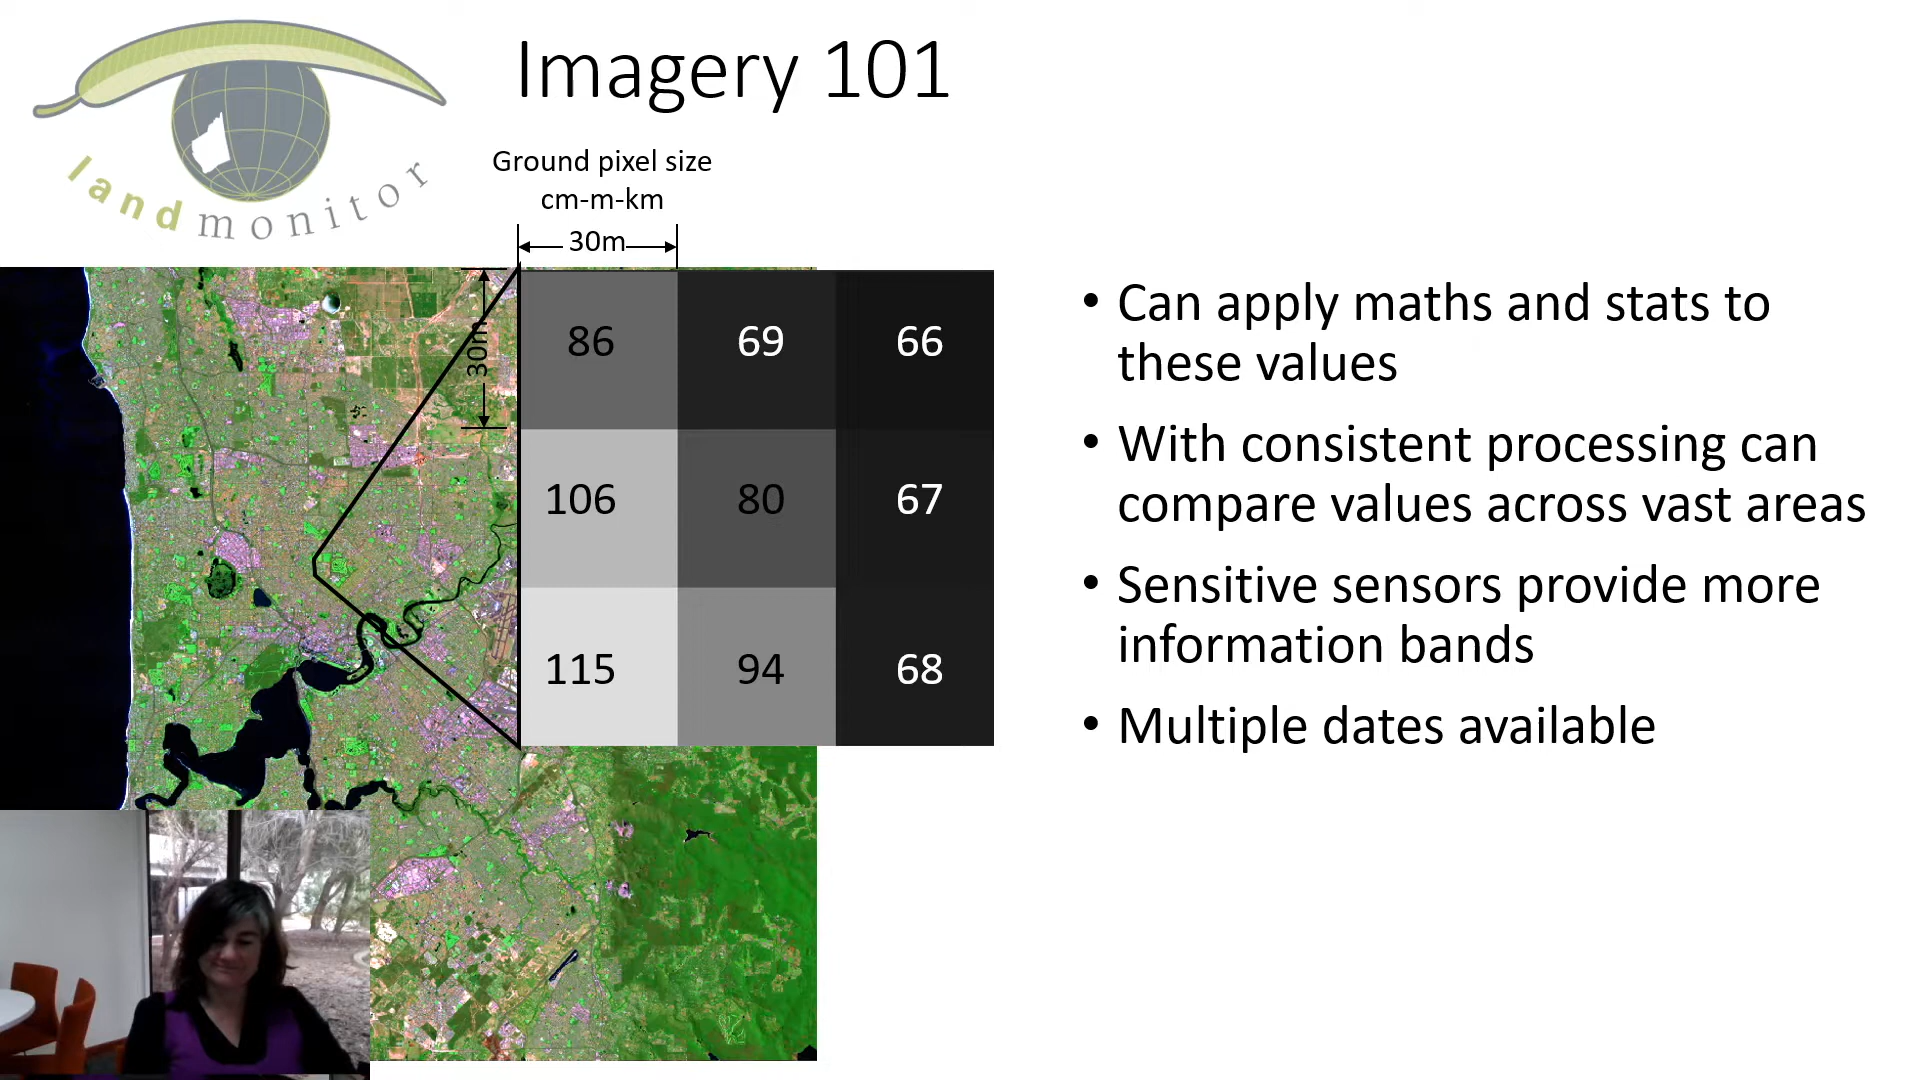 Imagery 101
landmonitor
Ground pixel size
cm-m-km
30m
30m
86 69 66
106 80 67
115 94 68
• Can apply maths and stats to
these values
• With consistent processing can
compare values across vast areas
• Sensitive sensors provide more
information bands
• Multiple dates available